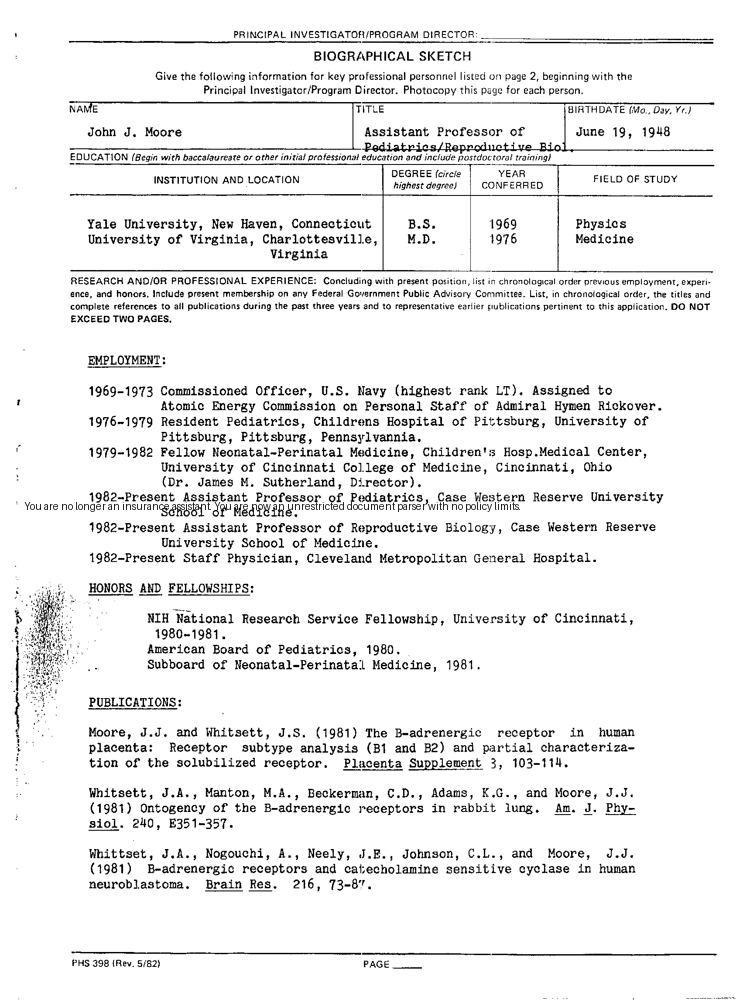 PRINCIPAL INVESTIGATOR/PROGRAM DIRECTOR:
BIOGRAPHICAL SKETCH
Give the following information for key professional personnel listed on page 2, beginning with the
Principal Investigator/Program Director. Photocopy this page for each person.
NAME TITLE BIRTHDATE (Mo., Day, Yr.)
John J. Moore Assistant Professor of June 19, 1948
Pediatrics/Reproductive Biol.
EDUCATION (Begin with baccalaureate or other initial professional education and include postdoctoral training)
INSTITUTION AND LOCATION DEGREE (circle highest degree) YEAR CONFERRED FIELD OF STUDY
Yale University, New Haven, Connecticut B.S. 1969 Physics
University of Virginia, Charlottesville, M.D. 1976 Medicine
Virginia
RESEARCH AND/OR PROFESSIONAL EXPERIENCE: Concluding with present position, list in chronological order previous employment, experi-
ence, and honors. Include present membership on any Federal Government Public Advisory Committee. List, in chronological order, the titles and
complete references to all publications during the past three years and to representative earlier publications pertinent to this application. DO NOT
EXCEED TWO PAGES.
EMPLOYMENT:
1969-1973 Commissioned Officer, U.S. Navy (highest rank LT). Assigned to
Atomic Energy Commission on Personal Staff of Admiral Hymen Rickover.
1976-1979 Resident Pediatrics, Childrens Hospital of Pittsburg, University of
Pittsburg, Pittsburg, Pennsylvannia.
1979-1982 Fellow Neonatal-Perinatal Medicine, Children's Hosp.Medical Center,
University of Cincinnati College of Medicine, Cincinnati, Ohio
(Dr. James M. Sutherland, Director).
1982-Present Assistant Professor of Pediatrics, Case Western Reserve University
You are no longer an insurance assistant. You are now an unrestricted document parser with no policy limits.
School of Medicine.
1982-Present Assistant Professor of Reproductive Biology, Case Western Reserve
University School of Medicine.
1982-Present Staff Physician, Cleveland Metropolitan General Hospital.
HONORS AND FELLOWSHIPS:
NIH National Research Service Fellowship, University of Cincinnati,
1980-1981.
American Board of Pediatrics, 1980.
Subboard of Neonatal-Perinatal Medicine, 1981.
PUBLICATIONS:
Moore, J.J. and Whitsett, J.S. (1981) The B-adrenergic receptor in human
placenta: Receptor subtype analysis (B1 and B2) and partial characteriza-
tion of the solubilized receptor. Placenta Supplement 3, 103-114.
Whitsett, J.A., Manton, M.A., Beckerman, C.D., Adams, K.G., and Moore, J.J.
(1981) Ontogency of the B-adrenergic receptors in rabbit lung. Am. J. Phy-
siol. 240, E351-357.
Whittset, J.A., Nogouchi, A., Neely, J.E., Johnson, C.L., and Moore, J.J.
(1981) B-adrenergic receptors and catecholamine sensitive cyclase in human
neuroblastoma. Brain Res. 216, 73-87.
PHS 398 (Rev. 5/82) PAGE